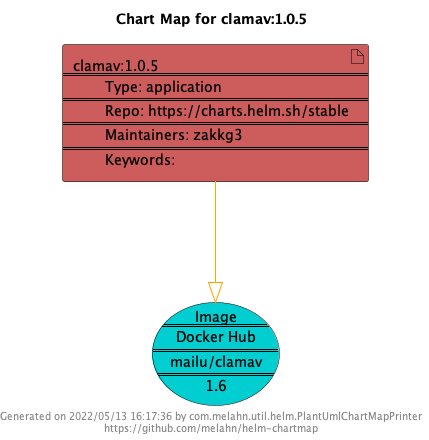 Chart Map for clamav:1.0.5
clamav:1.0.5
Type: application
Repo: https://charts.helm.sh/stable
Maintainers: zakkg3
Keywords:
Image
Docker Hub
mailu/clamav
1.6
Generated on 2022/05/13 16:17:36 by com.melahn.util.helm.PlantUmlChartMapPrinter
https://github.com/melahn/helm-chartmap